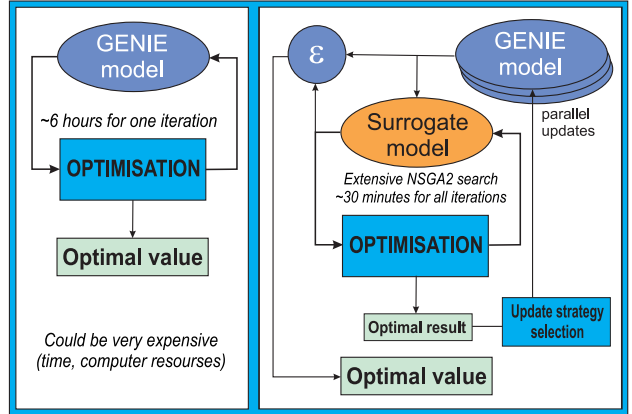 GENIE
model
~6 hours for one iteration
OPTIMISATION
Optimal value
Could be very expensive
(time, computer resourses)
ε
GENIE
model
parallel
updates
Surrogate
model
Extensive NSGA2 search
~30 minutes for all iterations
OPTIMISATION
Optimal result
Update strategy
selection
Optimal value